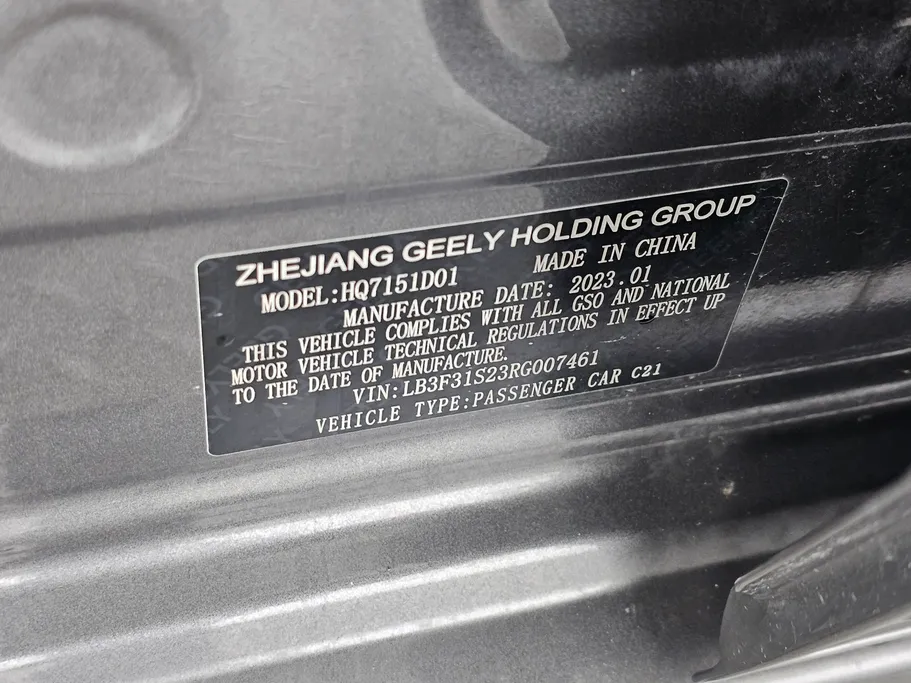 ZHEJIANG GEELY HOLDING GROUP
MODEL:HQ7151D01 MADE IN CHINA
MANUFACTURE DATE: 2023.01
THIS VEHICLE COMPLIES WITH ALL GSO AND NATIONAL
MOTOR VEHICLE TECHNICAL REGULATIONS IN EFFECT UP
TO THE DATE OF MANUFACTURE.
VIN:LB3F31S23RG007461
VEHICLE TYPE:PASSENGER CAR C21